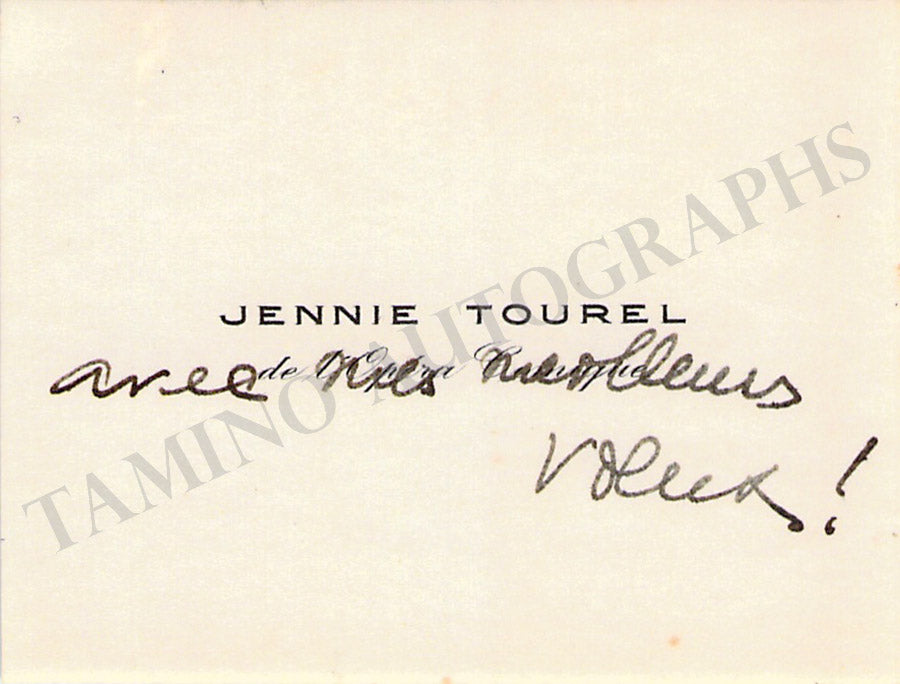 JENNIE TOUREL
de l'Opéra Comique
avec mes meilleurs
voeux !
TAMINO AUTOGRAPHS